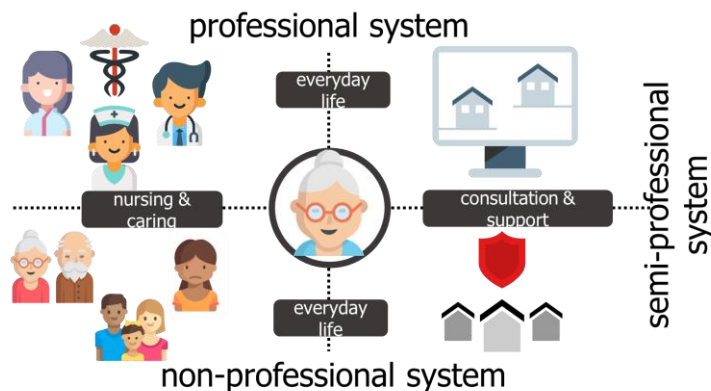 professional system
everyday
life
nursing &
caring
consultation &
support
semi-professional
system
everyday
life
non-professional system